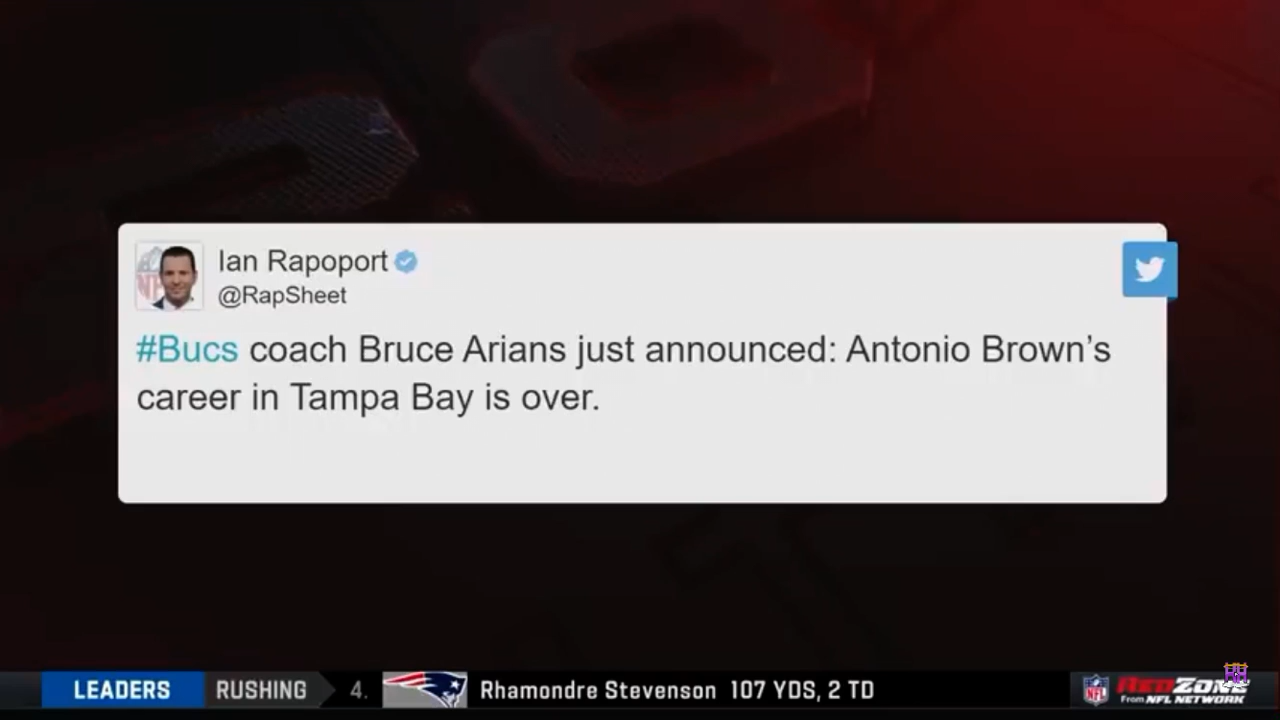 Ian Rapoport
@RapSheet
#Bucs coach Bruce Arians just announced: Antonio Brown’s
career in Tampa Bay is over.
LEADERS RUSHING 4. Rhamondre Stevenson 107 YDS, 2 TD NFL REDZONE
From NFL NETWORK